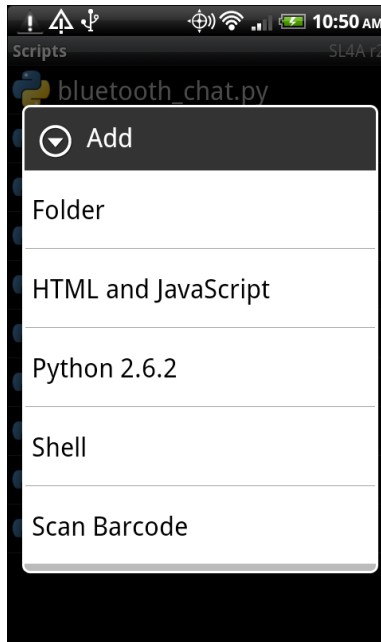 10:50 AM
Scripts
SL4A r2
bluetooth_chat.py
Add
Folder
HTML and JavaScript
Python 2.6.2
Shell
Scan Barcode